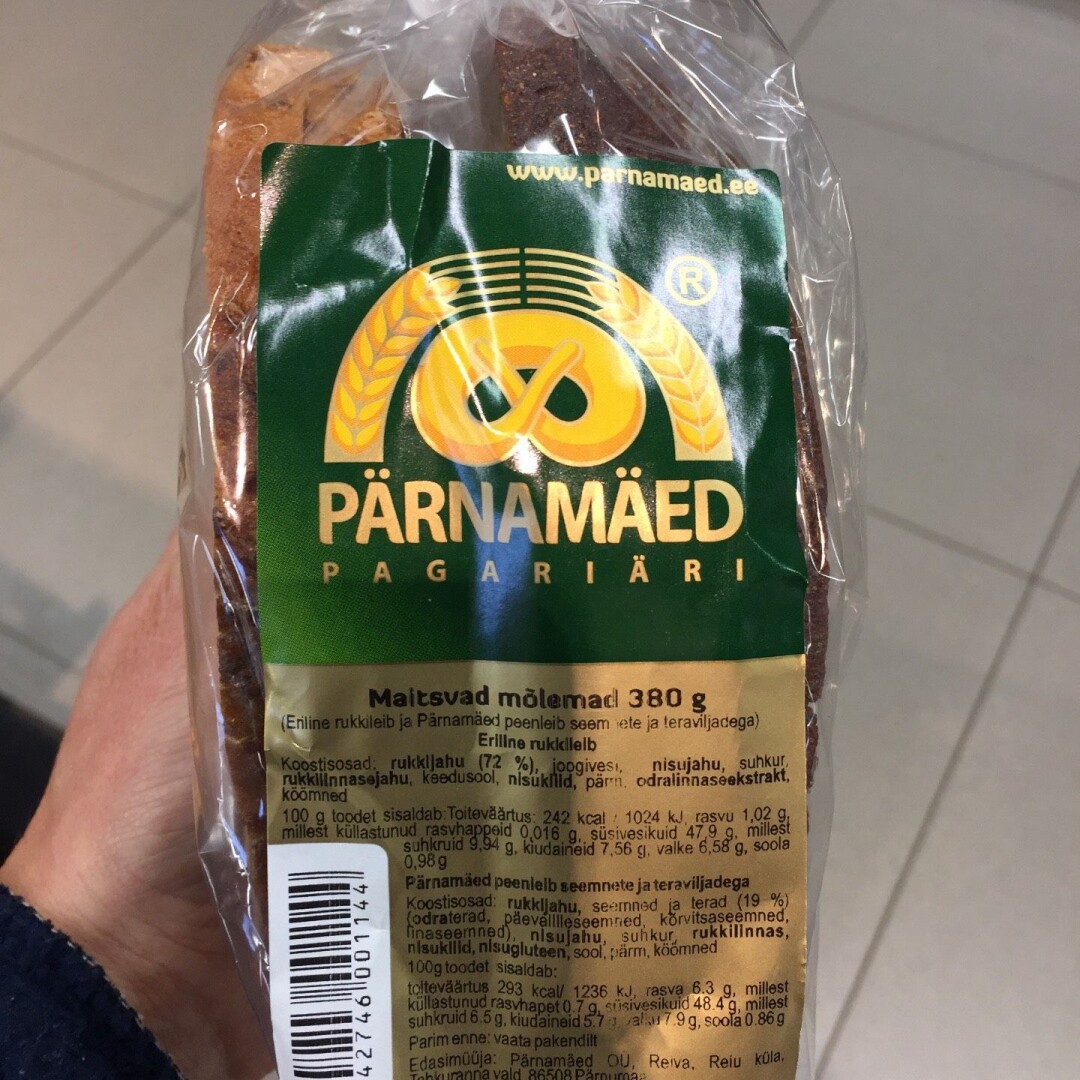 www.parnamaed.ee
®
PÄRNAMÄED
PAGARIÄRI
Maitsvad mõlemad 380 g
(Eriline rukkileib ja Pärnamäed peenleib seemnete ja teraviljadega)
Eriline rukkileib
Koostisosad: rukkijahu (72 %), joogivesi, nisujahu, suhkur,
rukkilinnasejahu, keedusool, nisukliid, pärm, odralinnaseekstrakt,
köömned
100 g toodet sisaldab: Toiteväärtus: 242 kcal / 1024 kJ, rasvu 1,02 g,
millest küllastunud rasvhappeid 0,016 g, süsivesikuid 47,9 g, millest
suhkruid 9,94 g, kiudaineid 7,56 g, valke 6,58 g, soola
0,98 g
Pärnamäed peenleib seemnete ja teraviljadega
Koostisosad: rukkijahu, seemned ja terad (19 %)
(odraterad, päevallileseemned, kõrvitsaseemned,
linaseemned), nisujahu, suhkur, rukkilinnas,
nisukliid, nisugluteen, sool, pärm, köömned
100g toodet sisaldab:
toiteväärtus 293 kcal/ 1236 kJ, rasva 6.3 g, millest
küllastunud rasvhapet 0.7 g, süsivesikuid 48.4 g, millest
suhkruid 6.5 g, kiudaineid 5.7 g, valku 7.9 g, soola 0.86 g
Parim enne: vaata pakendilt
Edasimüüja: Pärnamäed OÜ, Reiva, Reiu küla,
Tahkuranna vald, 86508 Pärnumaa
42746 001144